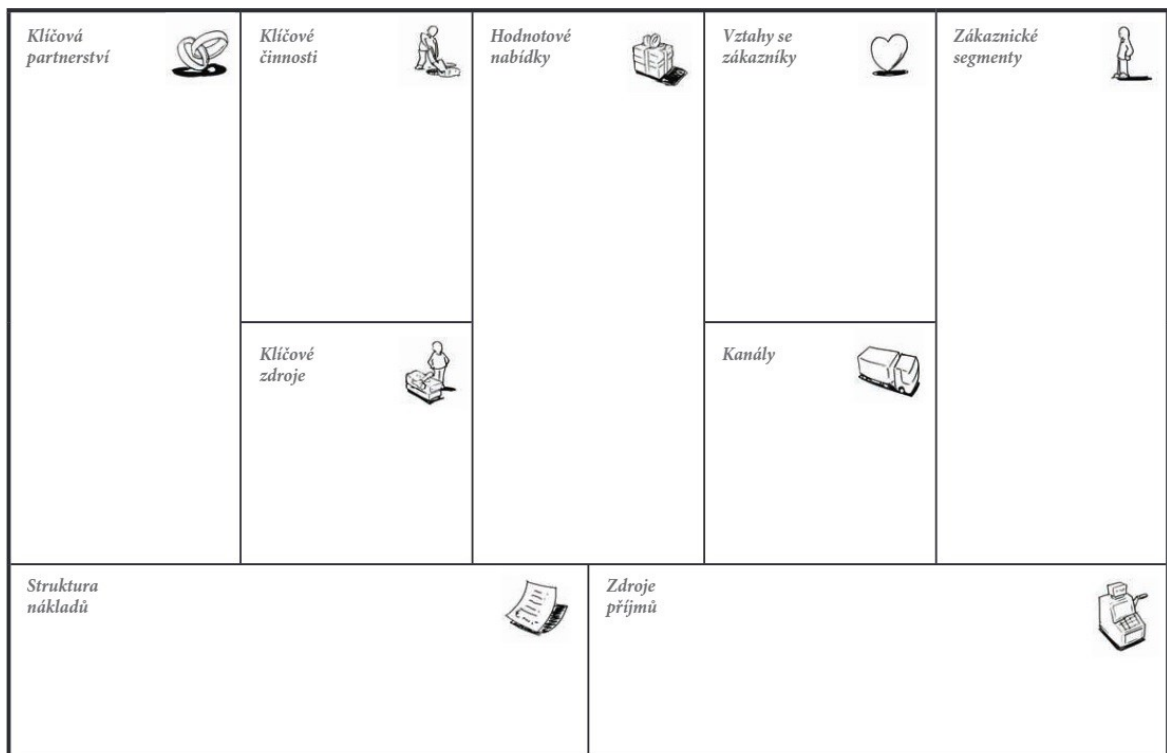 Klíčová
partnerství
Klíčové
činnosti
Hodnotové
nabídky
Vztahy se
zákazníky
Zákaznické
segmenty
Klíčové
zdroje
Kanály
Struktura
nákladů
Zdroje
příjmů